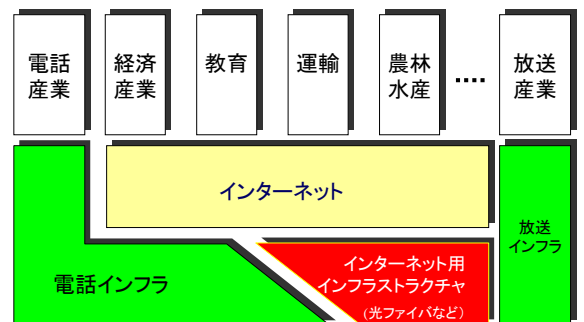 電話
産業
経済
産業
教育
運輸
農林
水産
....
放送
産業
インターネット
放送
インフラ
電話インフラ
インターネット用
インフラストラクチャ
(光ファイバなど)